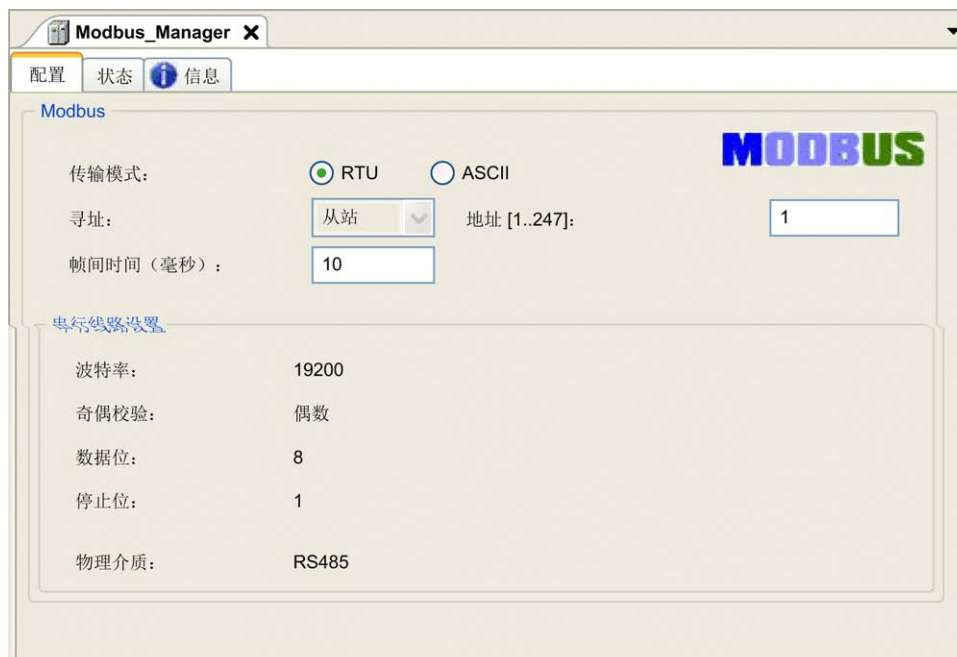 Modbus_Manager
配置 状态 信息
Modbus
MODBUS
传输模式： RTU ASCII
寻址： 从站 地址 [1..247]： 1
帧间时间（毫秒）： 10
串行线路设置
波特率： 19200
奇偶校验： 偶数
数据位： 8
停止位： 1
物理介质： RS485